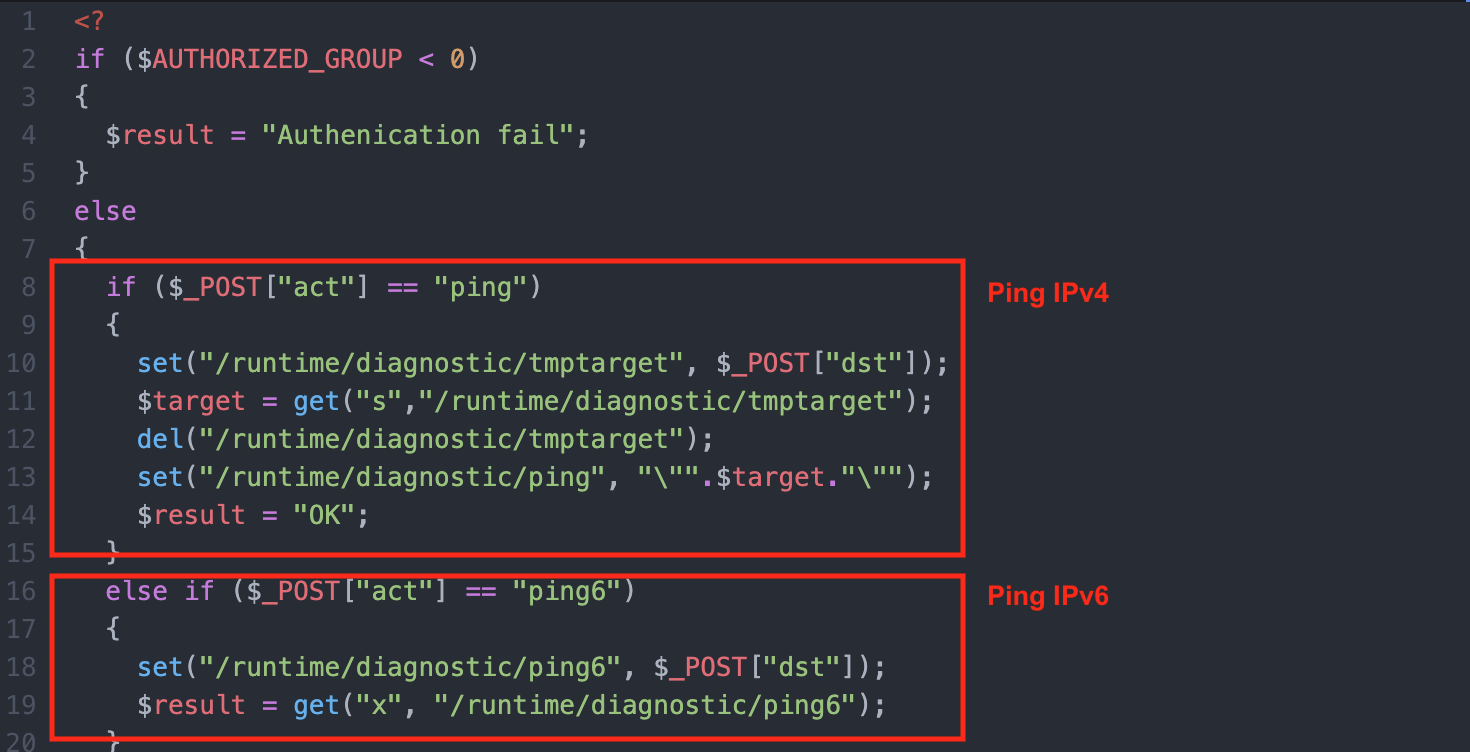 1 <?
2 if ($AUTHORIZED_GROUP < 0)
3 {
4 $result = "Authenication fail";
5 }
6 else
7 {
8 if ($_POST["act"] == "ping")
Ping IPv4
9 {
10 set("/runtime/diagnostic/tmptarget", $_POST["dst"]);
11 $target = get("s","/runtime/diagnostic/tmptarget");
12 del("/runtime/diagnostic/tmptarget");
13 set("/runtime/diagnostic/ping", "\"".$target."\"");
14 $result = "OK";
15 }
16 else if ($_POST["act"] == "ping6")
Ping IPv6
17 {
18 set("/runtime/diagnostic/ping6", $_POST["dst"]);
19 $result = get("x", "/runtime/diagnostic/ping6");
20 }